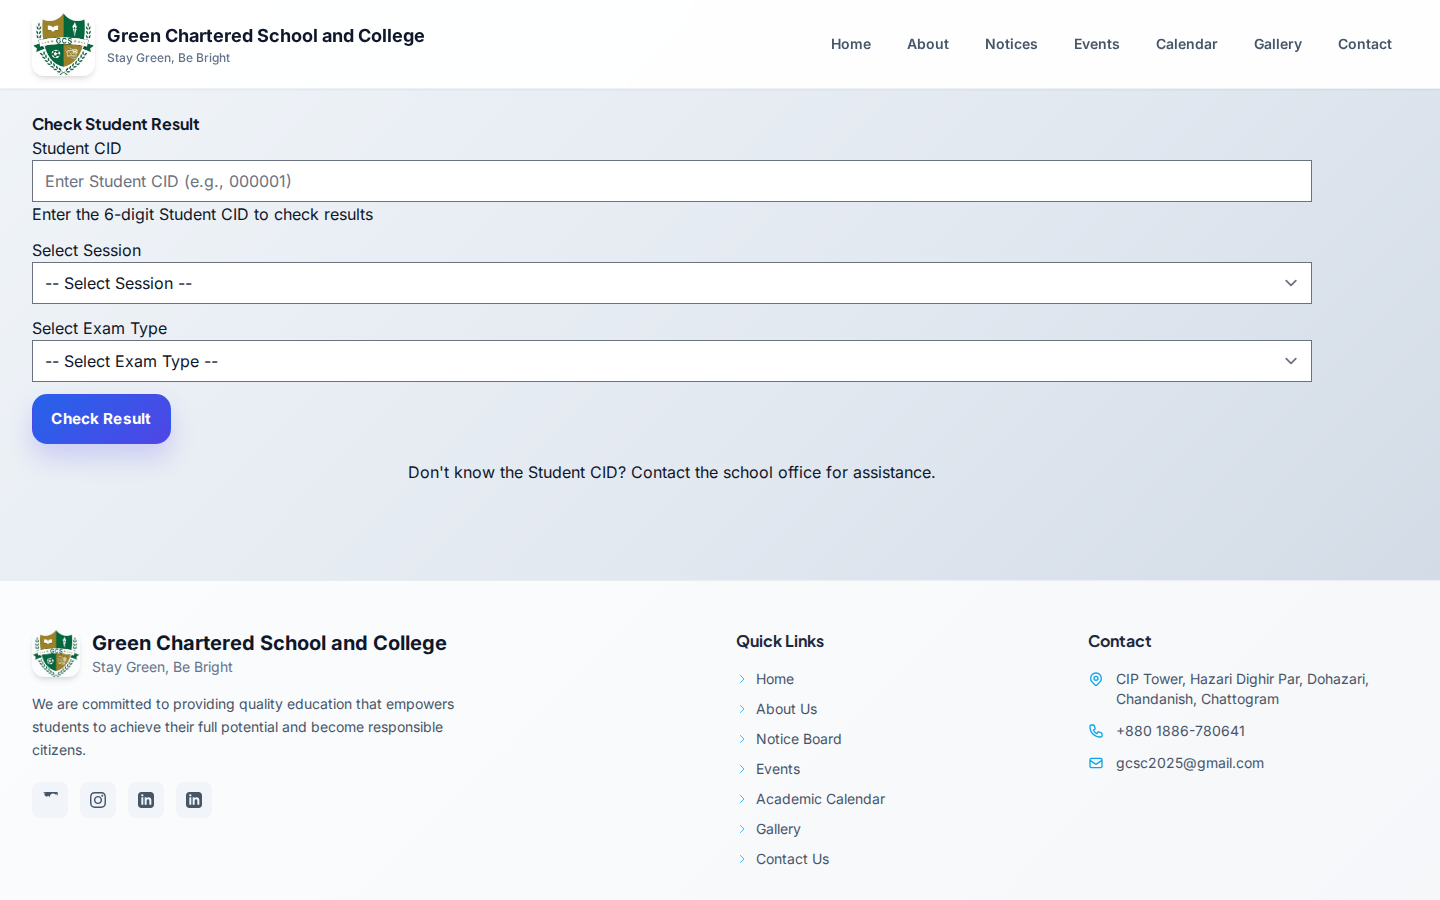 GCS
Green Chartered School and College
Stay Green, Be Bright
Home
About
Notices
Events
Calendar
Gallery
Contact
Check Student Result
Student CID
Enter Student CID (e.g., 000001)
Enter the 6-digit Student CID to check results
Select Session
-- Select Session --
Select Exam Type
-- Select Exam Type --
Check Result
Don't know the Student CID? Contact the school office for assistance.
GCS
Green Chartered School and College
Stay Green, Be Bright
We are committed to providing quality education that empowers
students to achieve their full potential and become responsible
citizens.
Quick Links
Home
About Us
Notice Board
Events
Academic Calendar
Gallery
Contact Us
Contact
CIP Tower, Hazari Dighir Par, Dohazari,
Chandanish, Chattogram
+880 1886-780641
gcsc2025@gmail.com